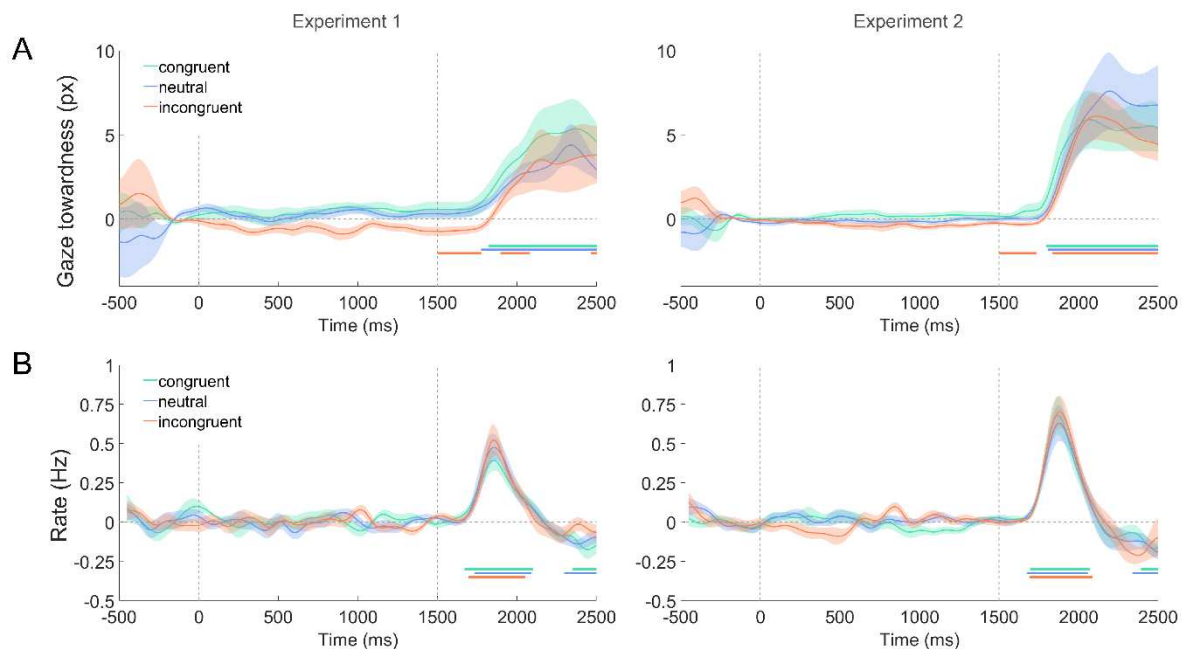 Experiment 1
Experiment 2
A
Gaze towardness (px)
10
5
0
congruent
neutral
incongruent
-500 0 500 1000 1500 2000 2500
Time (ms)
10
5
0
-500 0 500 1000 1500 2000 2500
Time (ms)
B
Rate (Hz)
1
0.75
0.5
0.25
0
-0.25
-0.5
congruent
neutral
incongruent
-500 0 500 1000 1500 2000 2500
Time (ms)
1
0.75
0.5
0.25
0
-0.25
-0.5
-500 0 500 1000 1500 2000 2500
Time (ms)